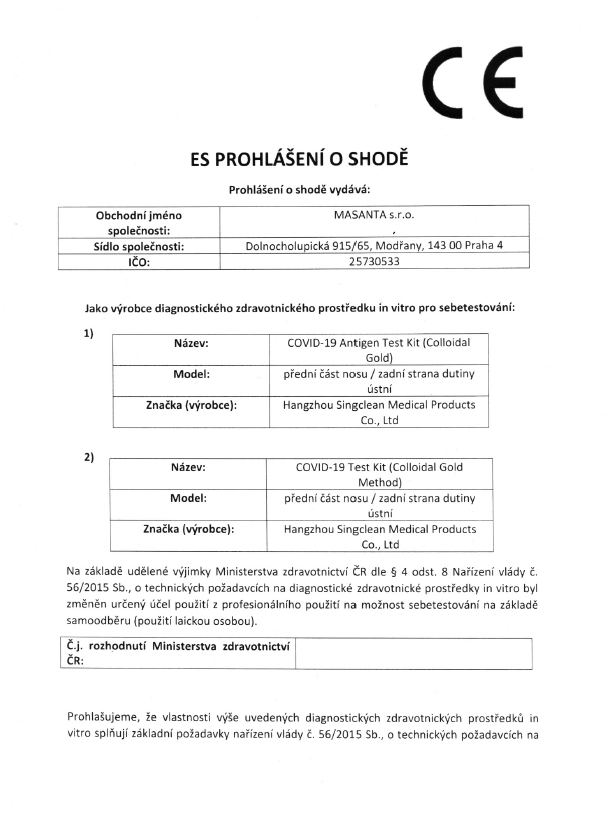 CE
ES PROHLÁŠENÍ O SHODĚ
Prohlášení o shodě vydává:
Obchodní jméno
společnosti:
MASANTA s.r.o.
,
Sídlo společnosti:
Dolnocholupická 915/65, Modřany, 143 00 Praha 4
IČO:
25730533
Jako výrobce diagnostického zdravotnického prostředku in vitro pro sebetestování:
1)
Název:
COVID-19 Antigen Test Kit (Colloidal
Gold)
Model:
přední část nosu / zadní strana dutiny
ústní
Značka (výrobce):
Hangzhou Singclean Medical Products
Co., Ltd
2)
Název:
COVID-19 Test Kit (Colloidal Gold
Method)
Model:
přední část nosu / zadní strana dutiny
ústní
Značka (výrobce):
Hangzhou Singclean Medical Products
Co., Ltd
Na základě udělené výjimky Ministerstva zdravotnictví ČR dle § 4 odst. 8 Nařízení vlády č.
56/2015 Sb., o technických požadavcích na diagnostické zdravotnické prostředky in vitro byl
změněn určený účel použití z profesionálního použití na možnost sebetestování na základě
samoodběru (použití laickou osobou).
Č.j. rozhodnutí Ministerstva zdravotnictví
ČR:
Prohlašujeme, že vlastnosti výše uvedených diagnostických zdravotnických prostředků in
vitro splňují základní požadavky nařízení vlády č. 56/2015 Sb., o technických požadavcích na